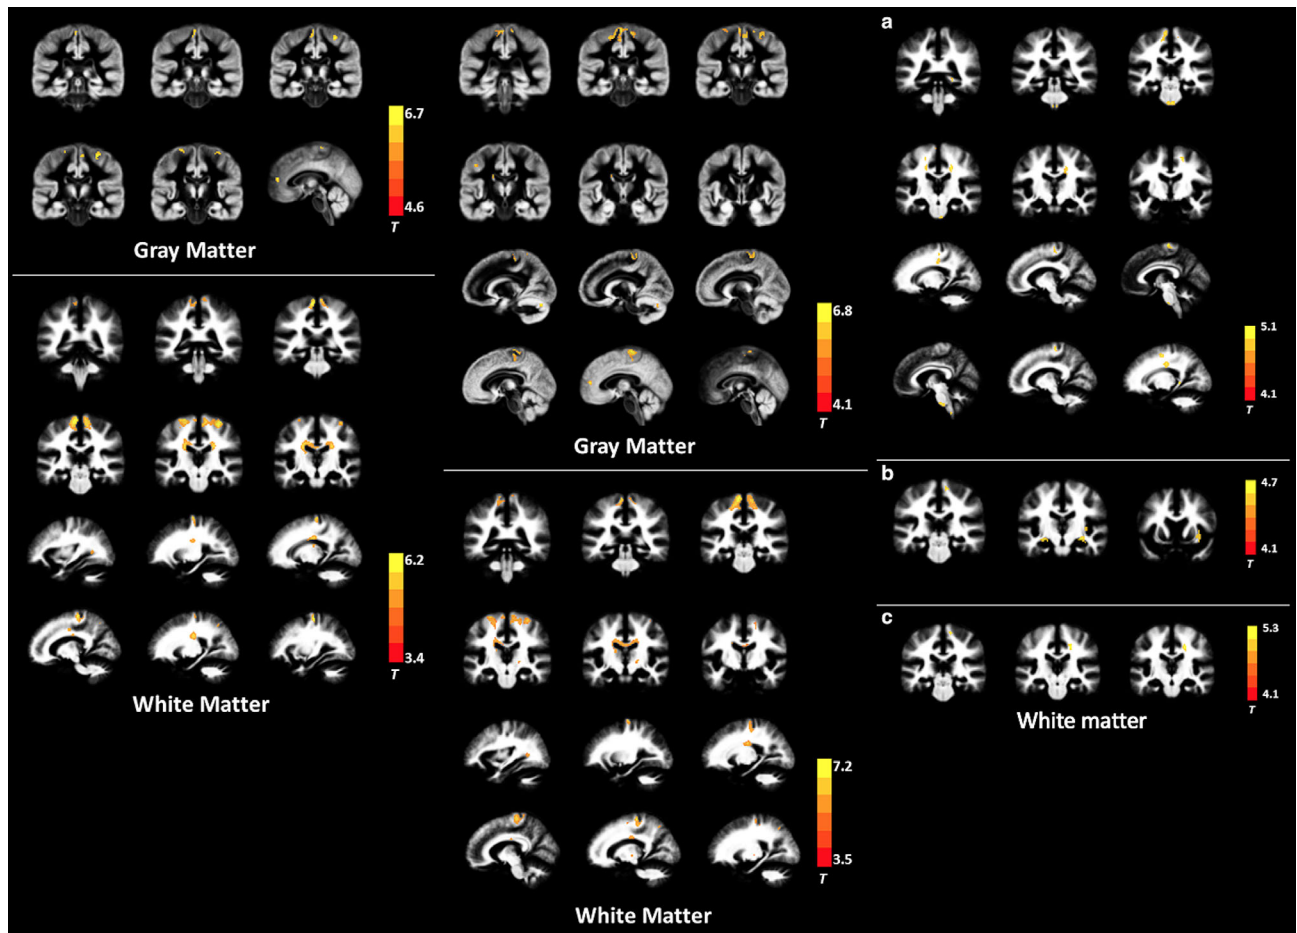 6.7
4.6
T
Gray Matter
6.2
3.4
T
White Matter
6.8
4.1
T
Gray Matter
7.2
3.5
T
White Matter
a
5.1
4.1
T
b
4.7
4.1
T
c
5.3
4.1
T
White matter